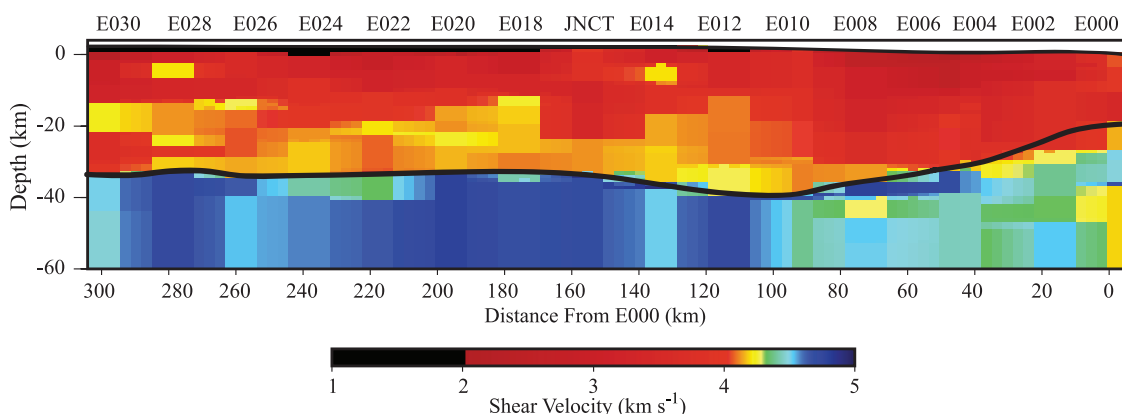 E030 E028 E026 E024 E022 E020 E018 JNCT E014 E012 E010 E008 E006 E004 E002 E000
0
-20
-40
-60
Depth (km)
300 280 260 240 220 200 180 160 140 120 100 80 60 40 20 0
Distance From E000 (km)
1 2 3 4 5
Shear Velocity (km s⁻¹)